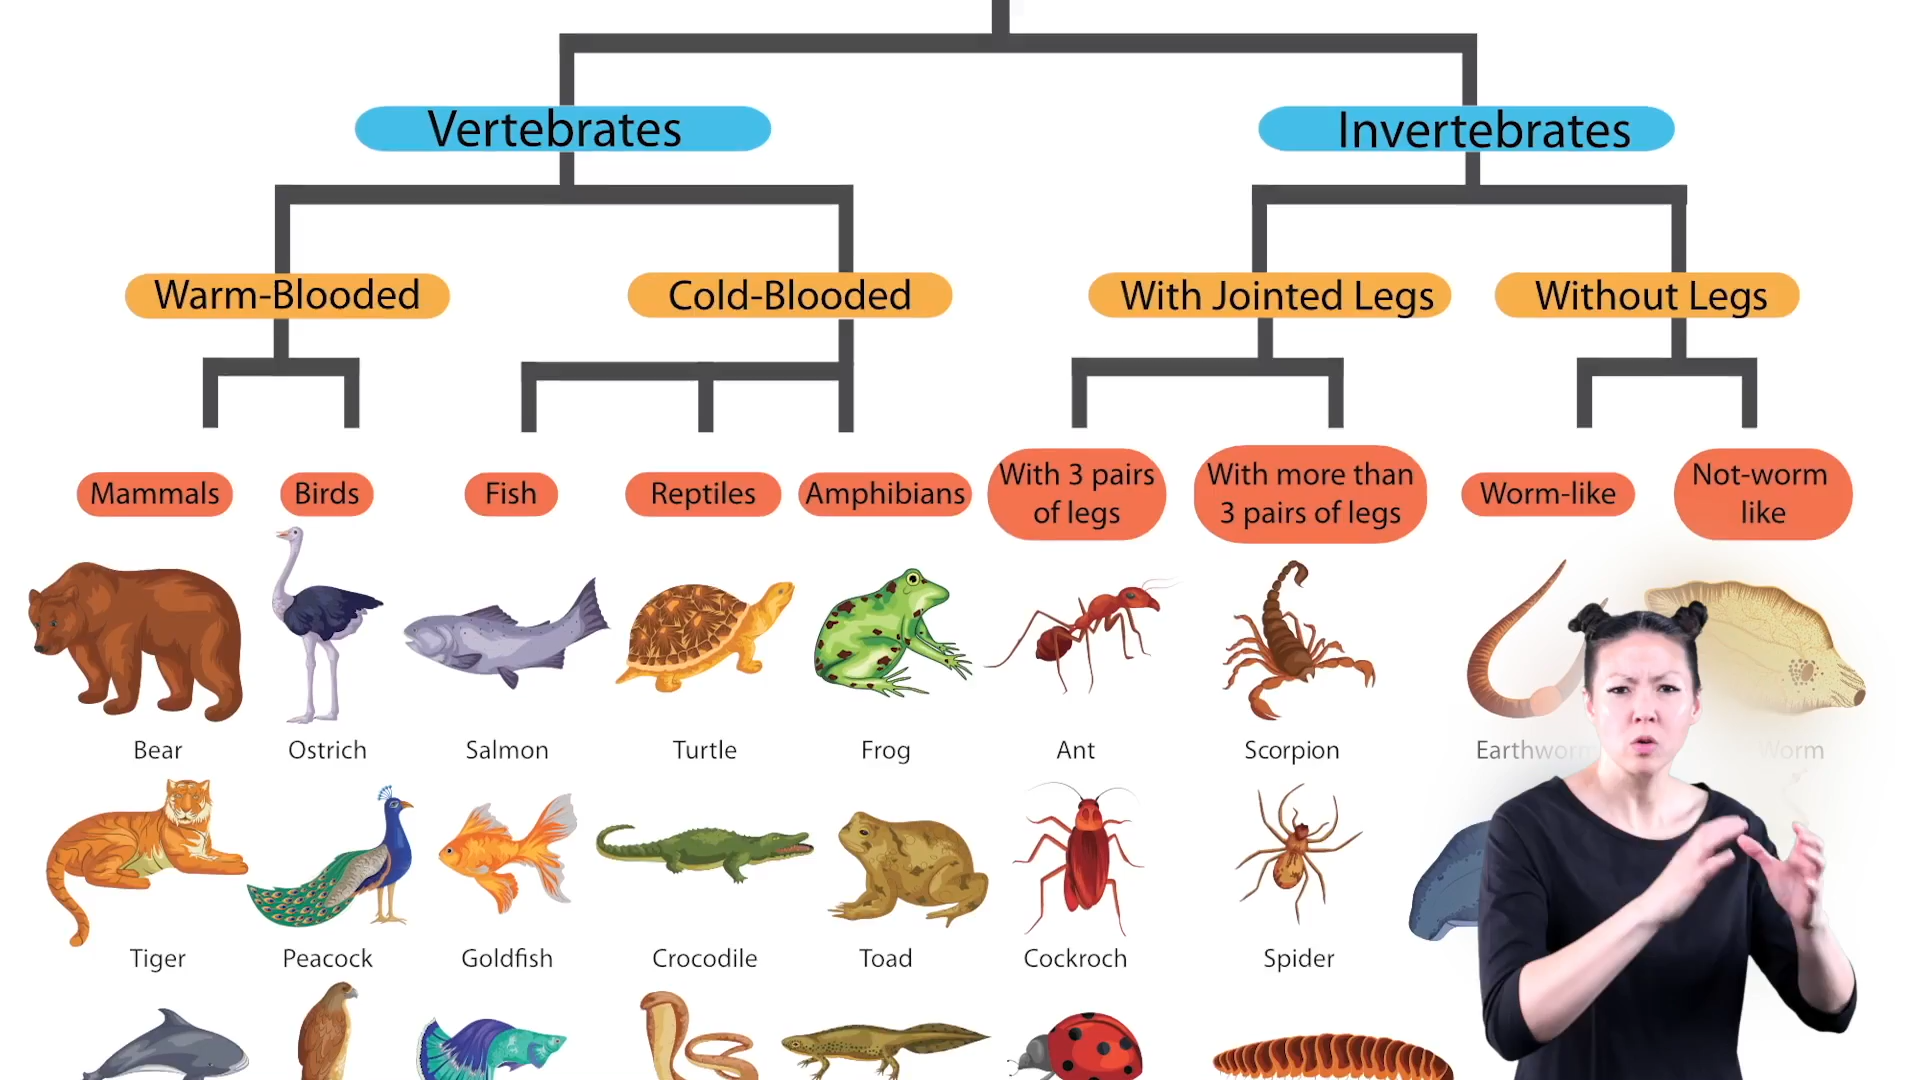 Vertebrates
Invertebrates
Warm-Blooded
Cold-Blooded
With Jointed Legs
Without Legs
Mammals
Birds
Fish
Reptiles
Amphibians
With 3 pairs
of legs
With more than
3 pairs of legs
Worm-like
Not-worm
like
Bear
Ostrich
Salmon
Turtle
Frog
Ant
Scorpion
Earthworm
Worm
Tiger
Peacock
Goldfish
Crocodile
Toad
Cockroch
Spider